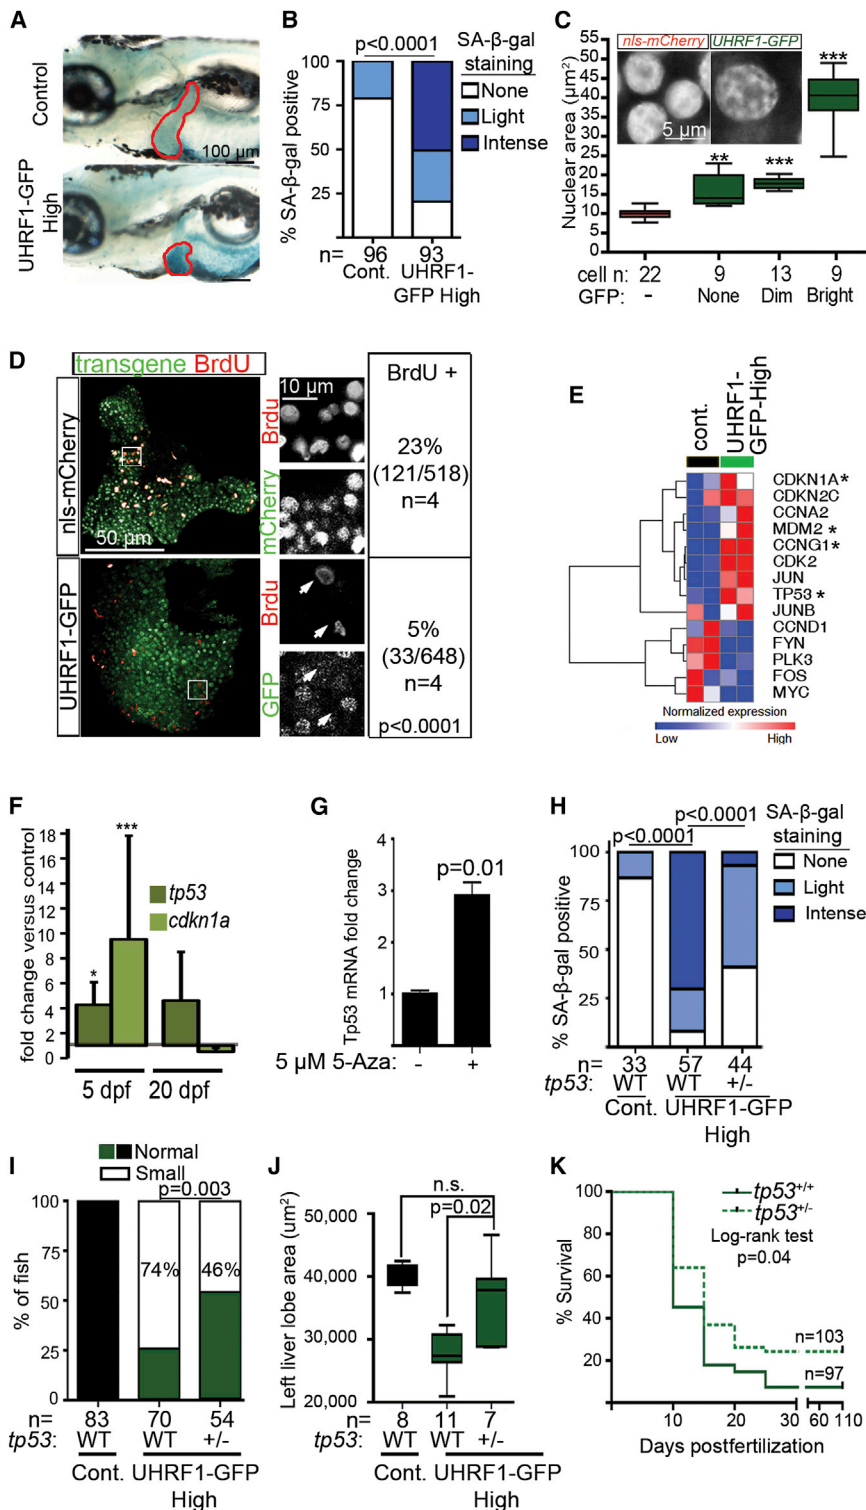 A
Control
100 µm
UHRF1-GFP
High
B
p<0.0001
SA-β-gal
staining
None
Light
Intense
% SA-β-gal positive
100
75
50
25
n=
96
93
Cont.
UHRF1-
GFP High
C
nls-mCherry
UHRF1-GFP
5 µm
Nuclear area (µm²)
55
50
45
40
35
30
25
20
15
10
5
0
**
***
***
cell n: 22 9 13 9
GFP: - None Dim Bright
D
transgene BrdU
nls-mCherry
50 µm
UHRF1-GFP
10 µm
Brdu
mCherry
Brdu
GFP
BrdU +
23%
(121/518)
n=4
5%
(33/648)
n=4
p<0.0001
E
cont.
UHRF1-
GFP-High
CDKN1A*
CDKN2C
CCNA2
MDM2 *
CCNG1*
CDK2
JUN
TP53 *
JUNB
CCND1
FYN
PLK3
FOS
MYC
Normalized expression
Low
High
F
fold change versus control
18
16
14
12
10
8
6
4
2
0
*
***
*
tp53
cdkn1a
5 dpf
20 dpf
G
Tp53 mRNA fold change
4
3
2
1
p=0.01
5 µM 5-Aza: - +
H
p<0.0001
p<0.0001
SA-β-gal
staining
None
Light
Intense
% SA-β-gal positive
100
75
50
25
n= 33 57 44
tp53: WT WT +/-
Cont. UHRF1-GFP
High
I
Normal
Small
p=0.003
% of fish
100
75
50
25
0
74%
46%
n= 83 70 54
tp53: WT WT +/-
Cont. UHRF1-GFP
High
J
n.s.
p=0.02
Left liver lobe area (um²)
50,000
40,000
30,000
20,000
n= 8 11 7
tp53: WT WT +/-
Cont. UHRF1-GFP
High
K
tp53+/+
tp53+/-
Log-rank test
p=0.04
% Survival
100
80
60
40
20
n=103
n=97
10 20 30 60 110
Days postfertilization